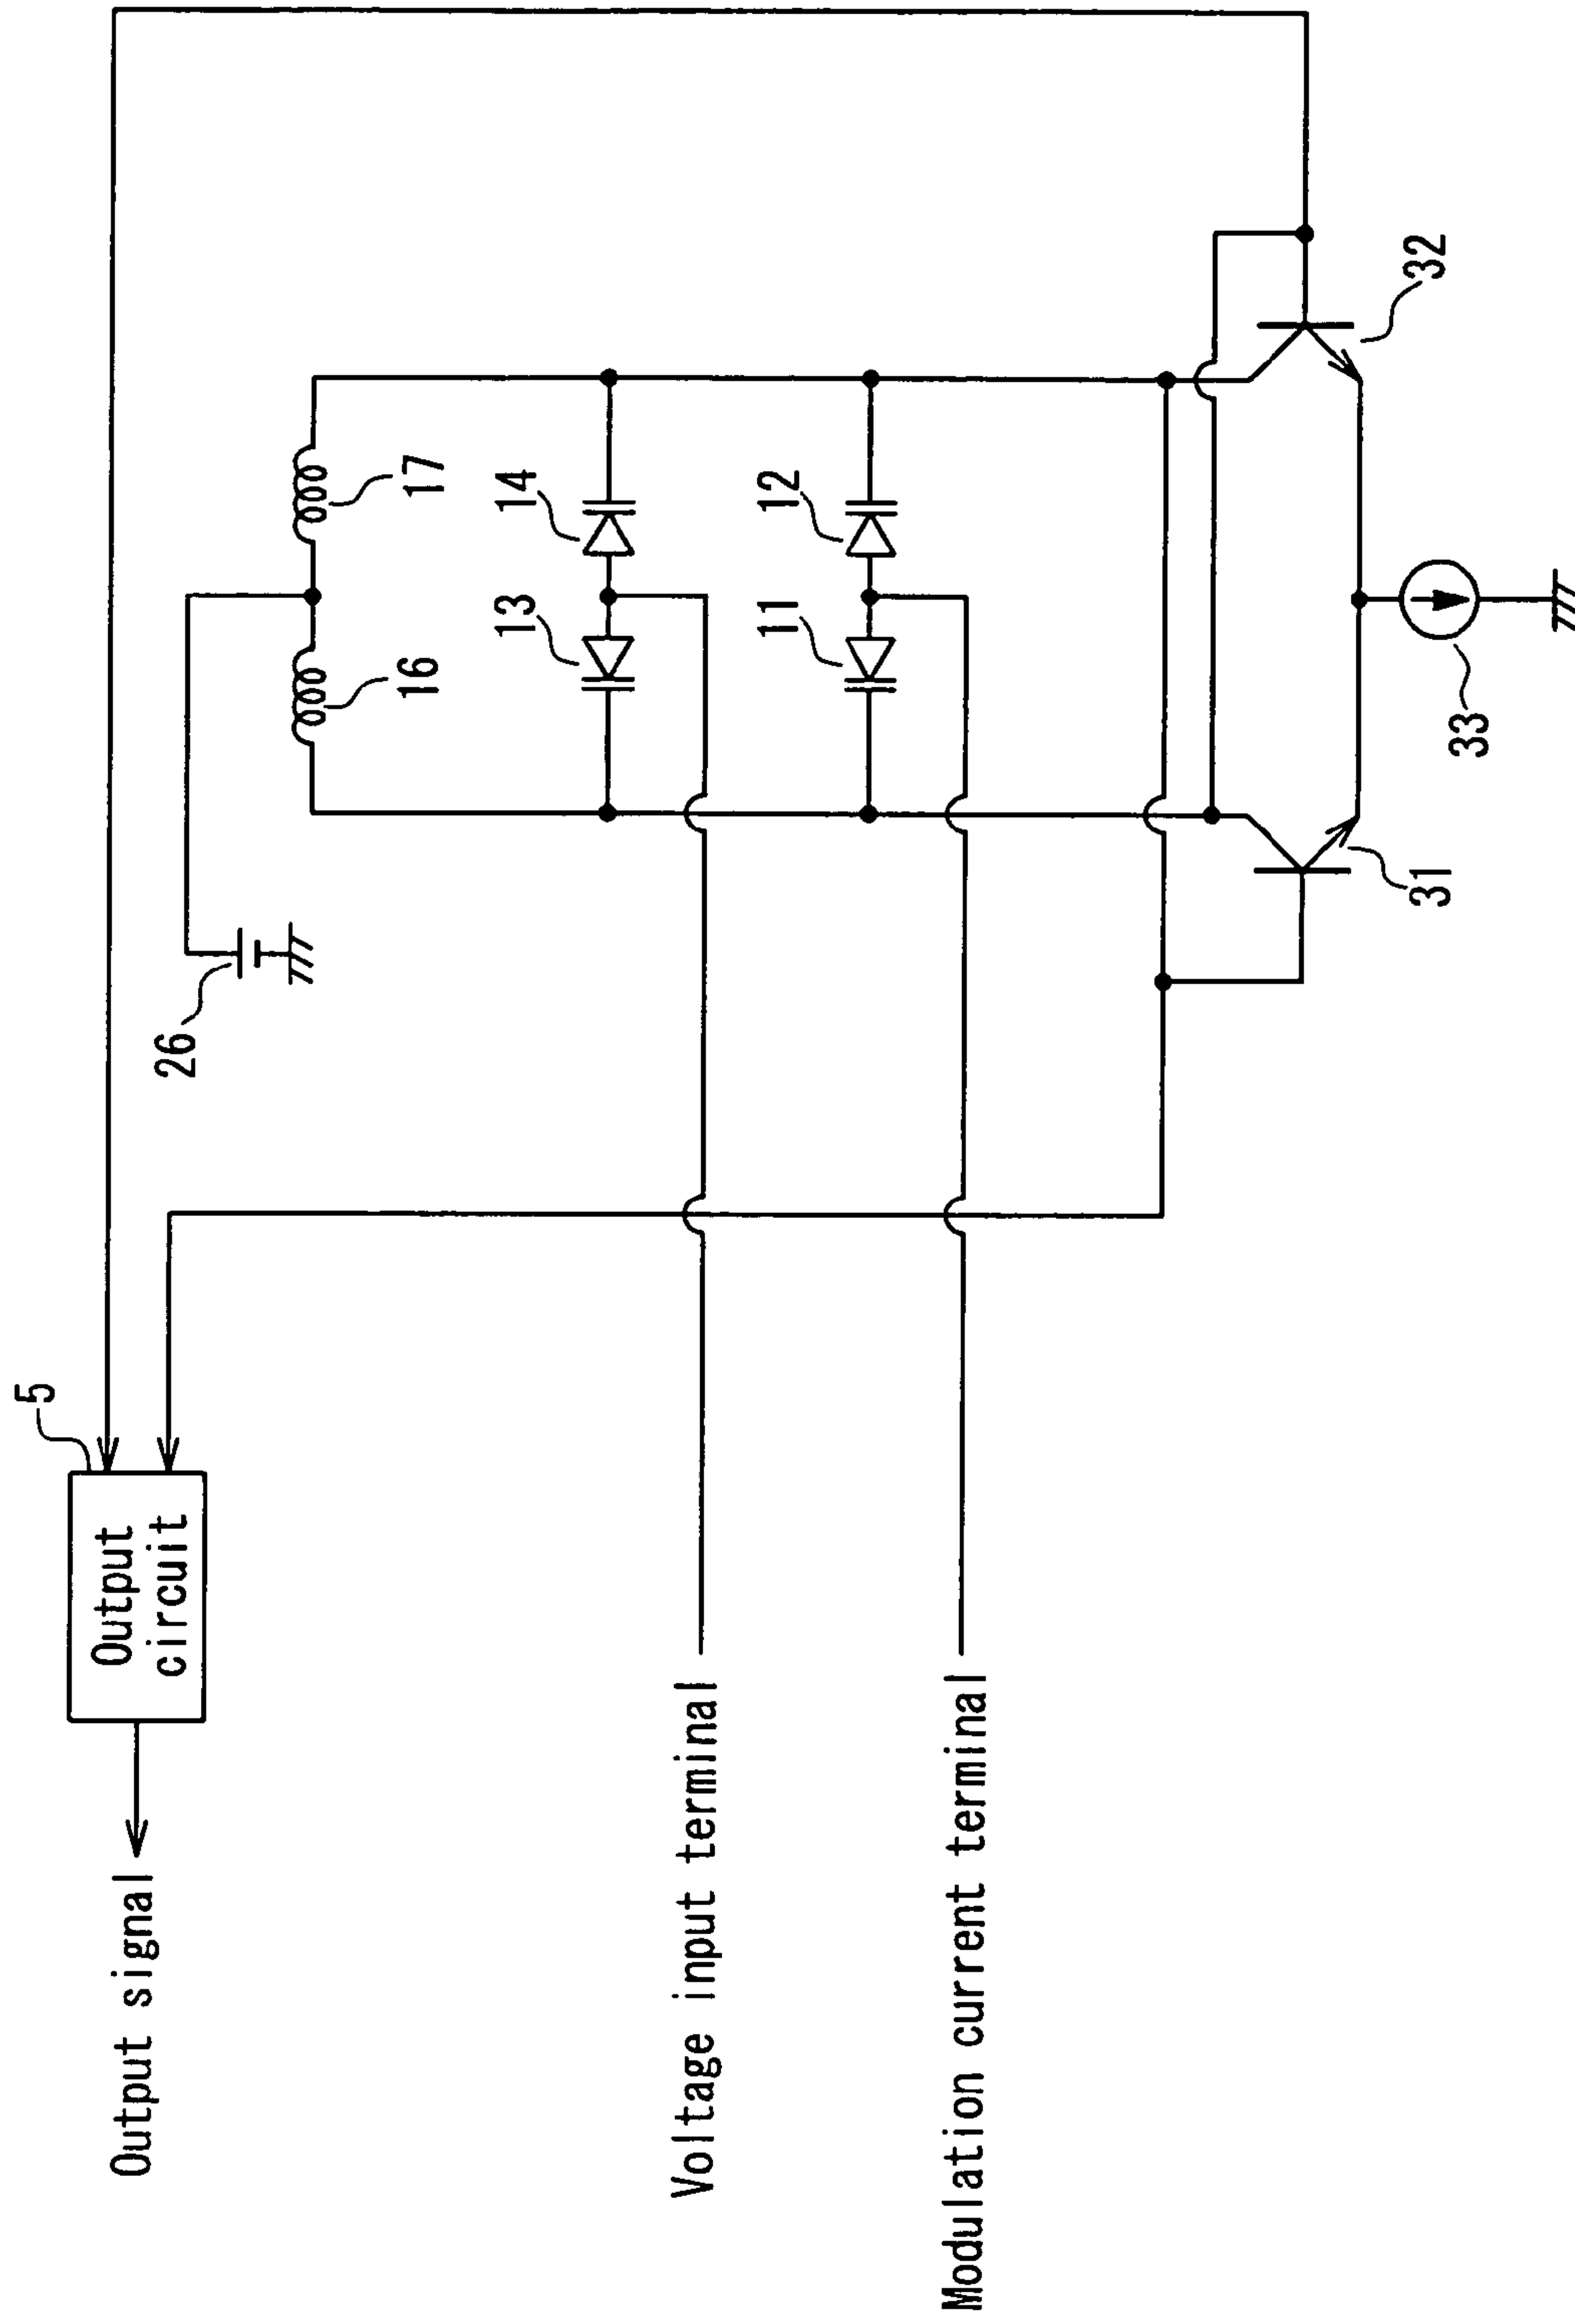 Output signal
Output
circuit
5
26
16
17
13
14
11
12
Voltage input terminal
Modulation current terminal
31
32
33